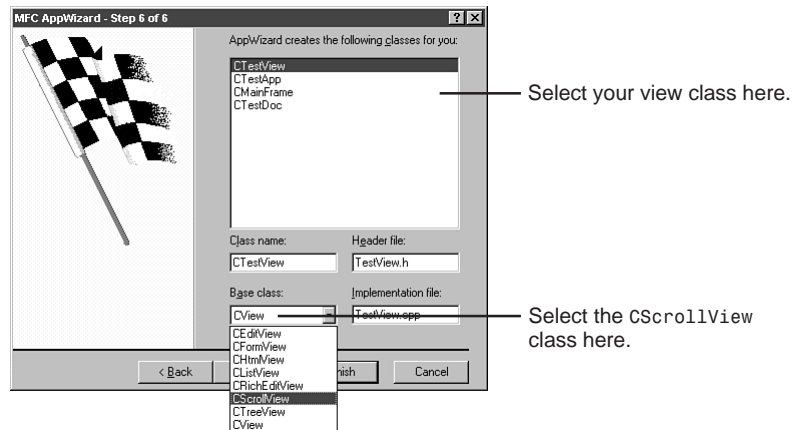 MFC AppWizard - Step 6 of 6
AppWizard creates the following classes for you:
CTestView
CTestApp
CMainFrame
CTestDoc
Select your view class here.
Class name:
Header file:
CTestView
TestView.h
Base class:
Implementation file:
CView
TestView.cpp
Select the CScrollView
class here.
CEditView
CFormView
CHtmlView
CListView
CRichEditView
CScrollView
CTreeView
CView
< Back
Cancel